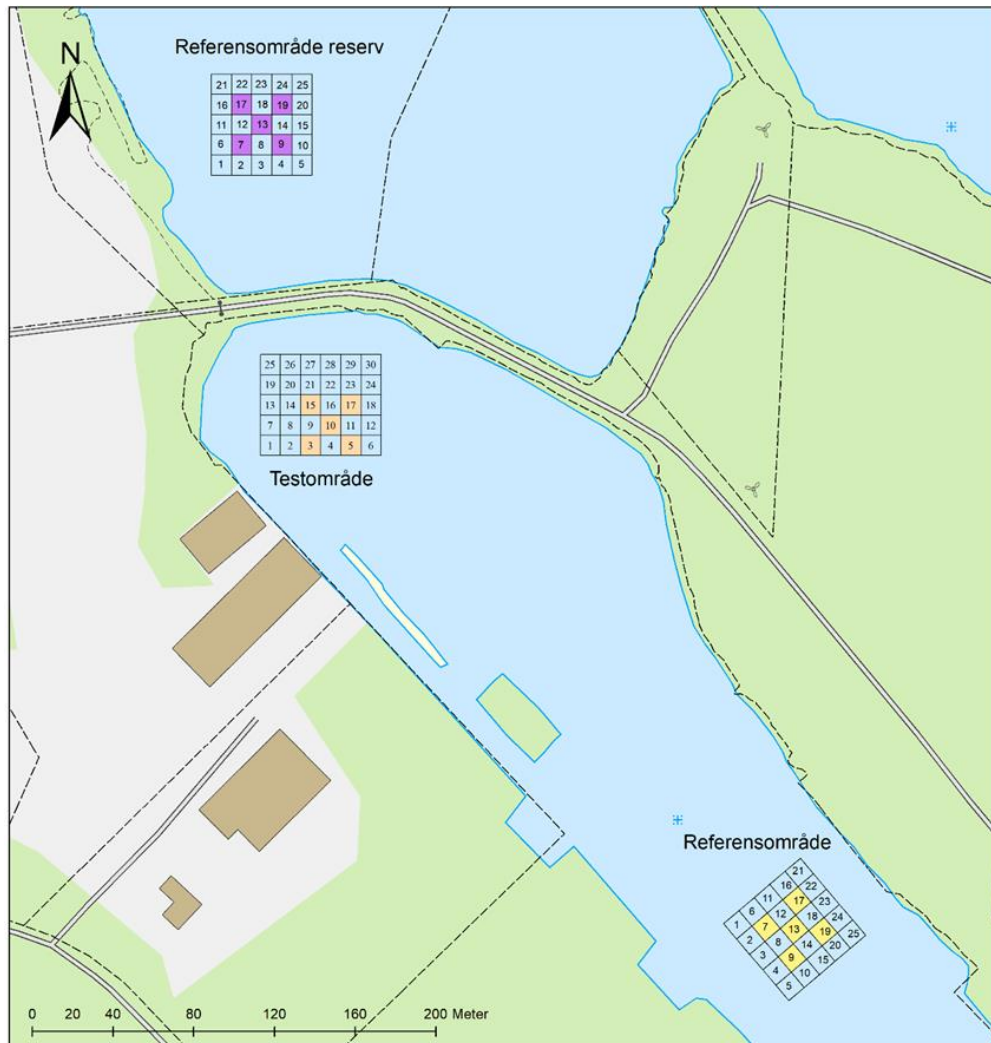 Referensområde reserv
N
21 22 23 24 25
16 17 18 19 20
11 12 13 14 15
6 7 8 9 10
1 2 3 4 5
25 26 27 28 29 30
19 20 21 22 23 24
13 14 15 16 17 18
7 8 9 10 11 12
1 2 3 4 5 6
Testområde
Referensområde
21
16 22
11 17 23
6 12 18 24
1 7 13 19 25
2 8 14 20
3 9 15
4 10
5
0 20 40 80 120 160 200 Meter